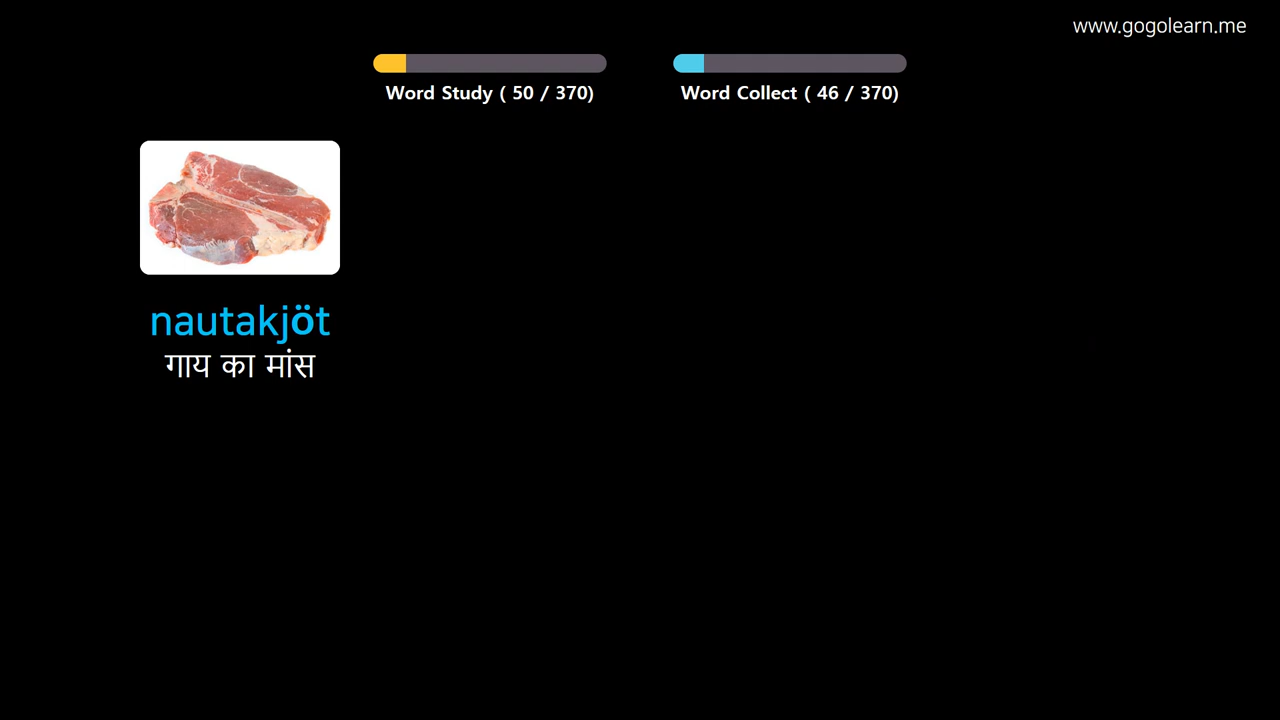 www.gogolearn.me
Word Study ( 50 / 370)
Word Collect ( 46 / 370)
nautakjöt
गाय का मांस